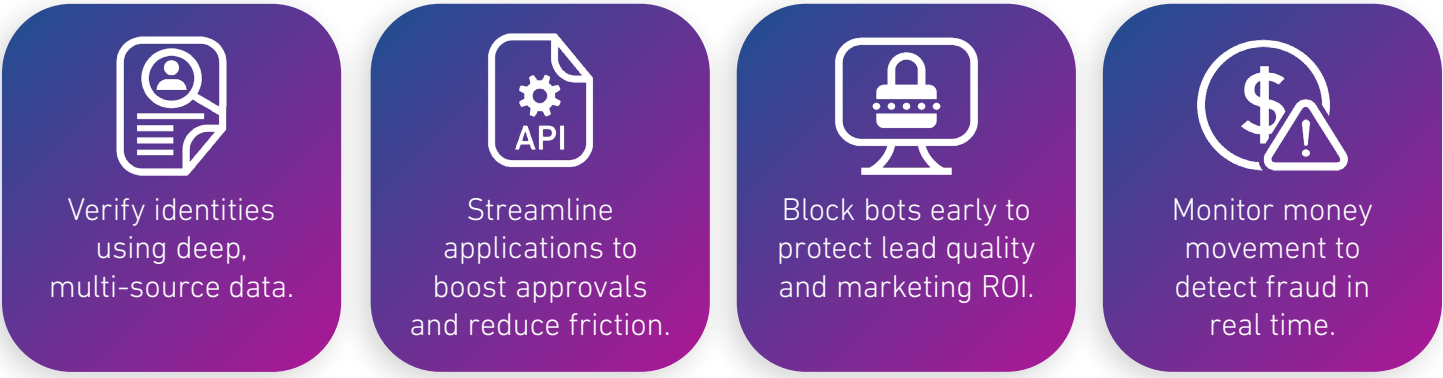 Verify identities
using deep,
multi-source data.
API
Streamline
applications to
boost approvals
and reduce friction.
Block bots early to
protect lead quality
and marketing ROI.
$
!
Monitor money
movement to
detect fraud in
real time.